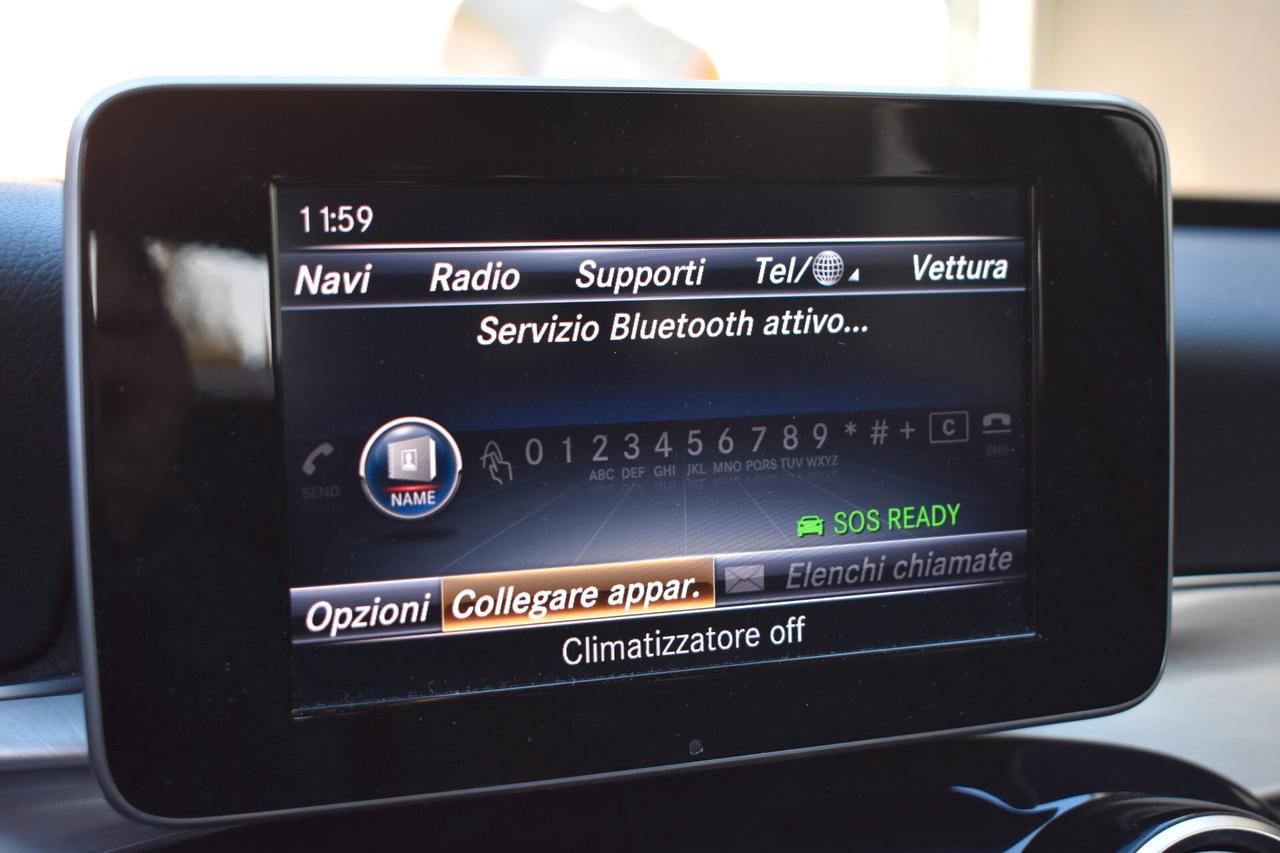 11:59
Navi Radio Supporti Tel/ Vettura
Servizio Bluetooth attivo...
SEND NAME 0 1 2 3 4 5 6 7 8 9 * # + C END
ABC DEF GHI JKL MNO PQRS TUV WXYZ
SOS READY
Opzioni Collegare appar. Elenchi chiamate
Climatizzatore off